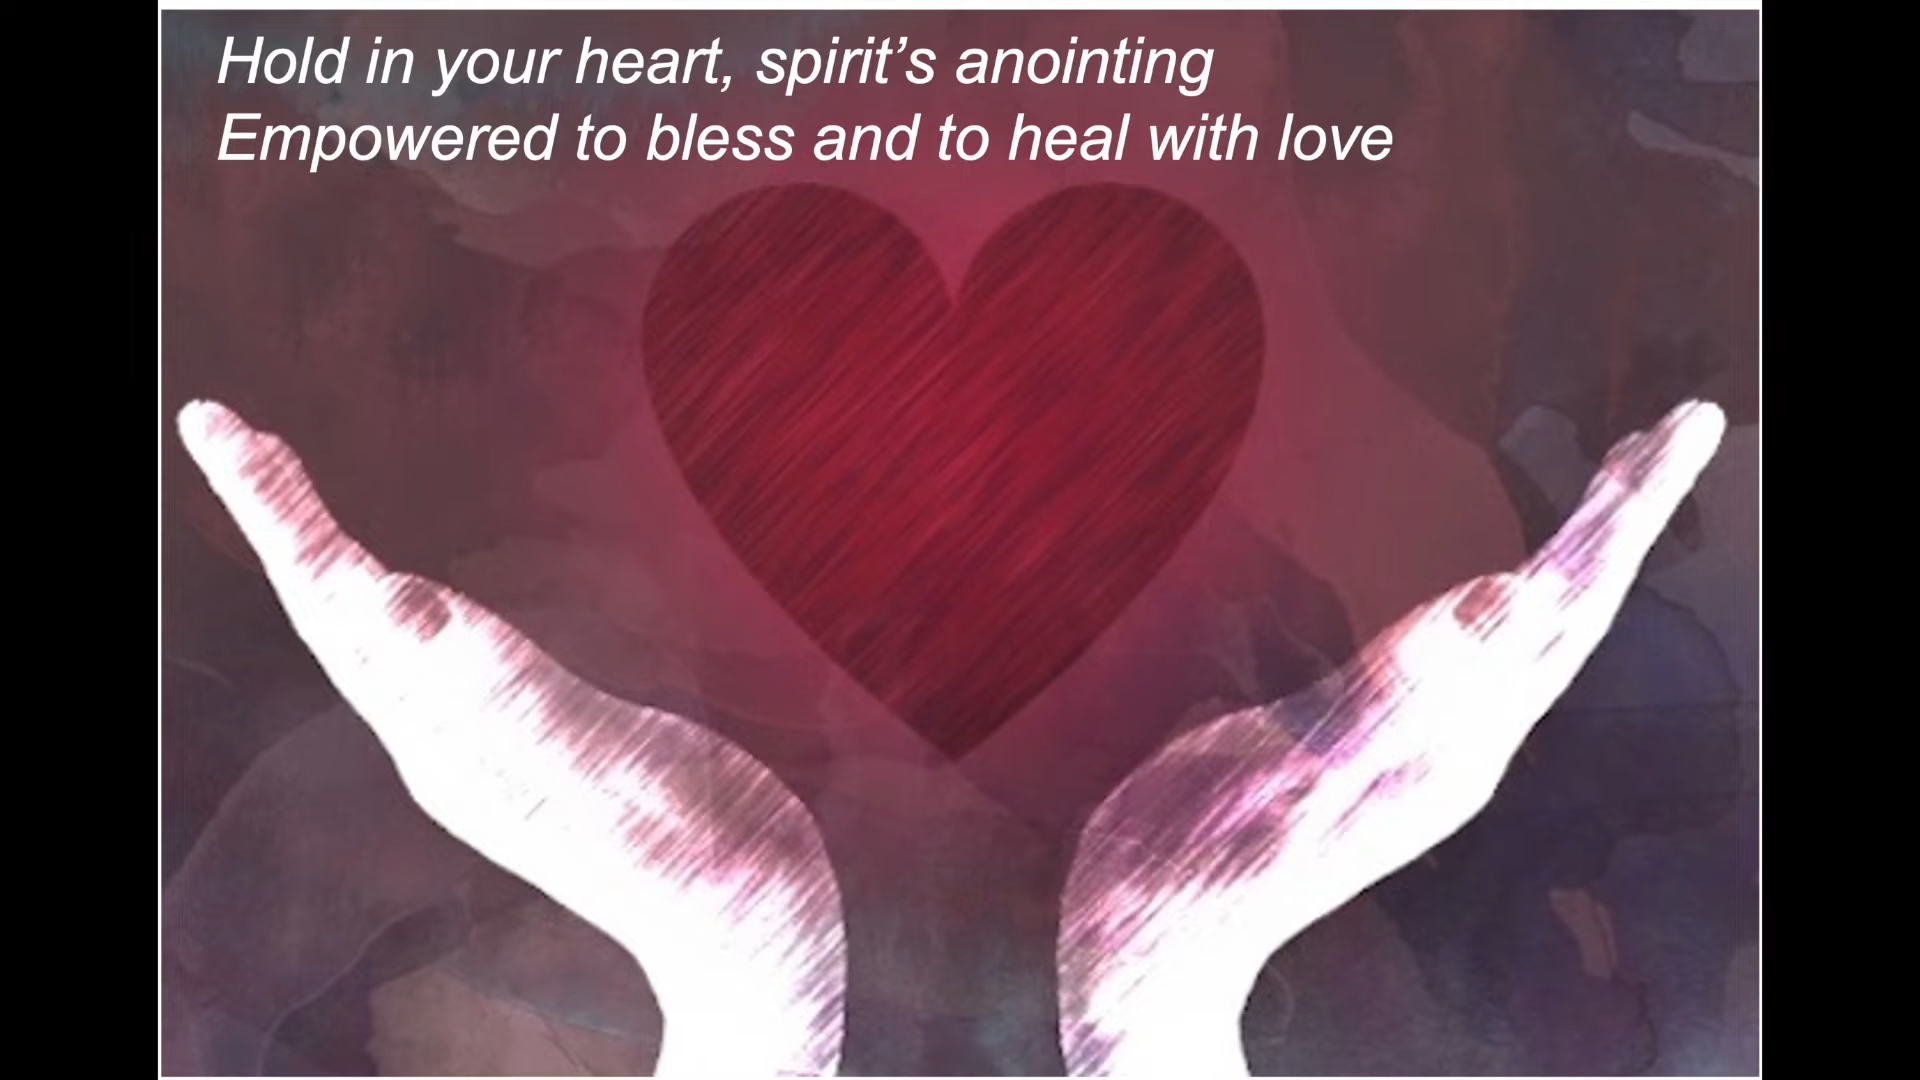 Hold in your heart, spirit’s anointing
Empowered to bless and to heal with love